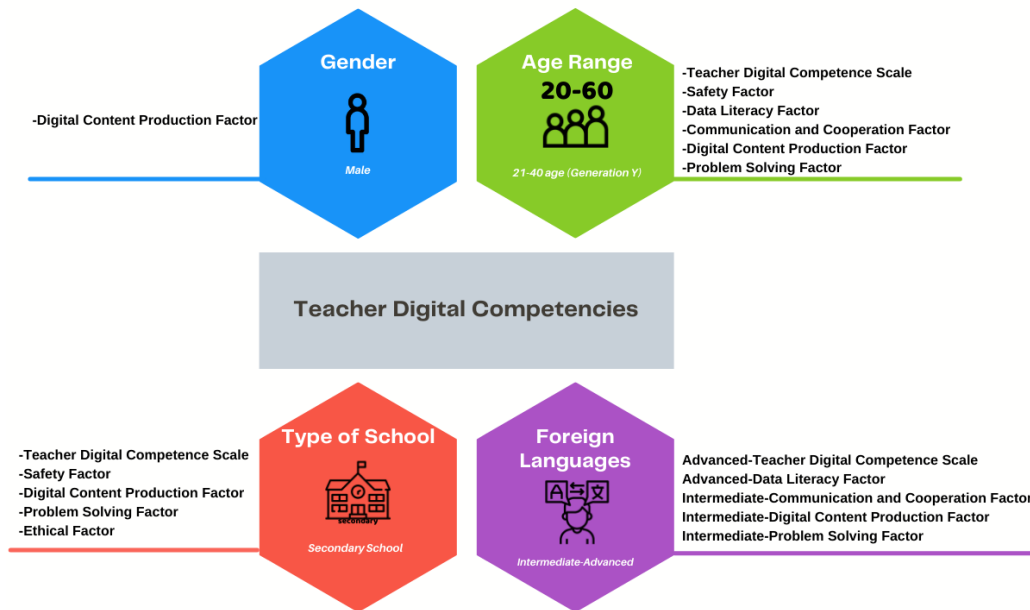 Gender
-Digital Content Production Factor
Male
Age Range
20-60
21-40 age (Generation Y)
-Teacher Digital Competence Scale
-Safety Factor
-Data Literacy Factor
-Communication and Cooperation Factor
-Digital Content Production Factor
-Problem Solving Factor
Teacher Digital Competencies
Type of School
secondary
Secondary School
-Teacher Digital Competence Scale
-Safety Factor
-Digital Content Production Factor
-Problem Solving Factor
-Ethical Factor
Foreign
Languages
A 文
Intermediate-Advanced
Advanced-Teacher Digital Competence Scale
Advanced-Data Literacy Factor
Intermediate-Communication and Cooperation Factor
Intermediate-Digital Content Production Factor
Intermediate-Problem Solving Factor